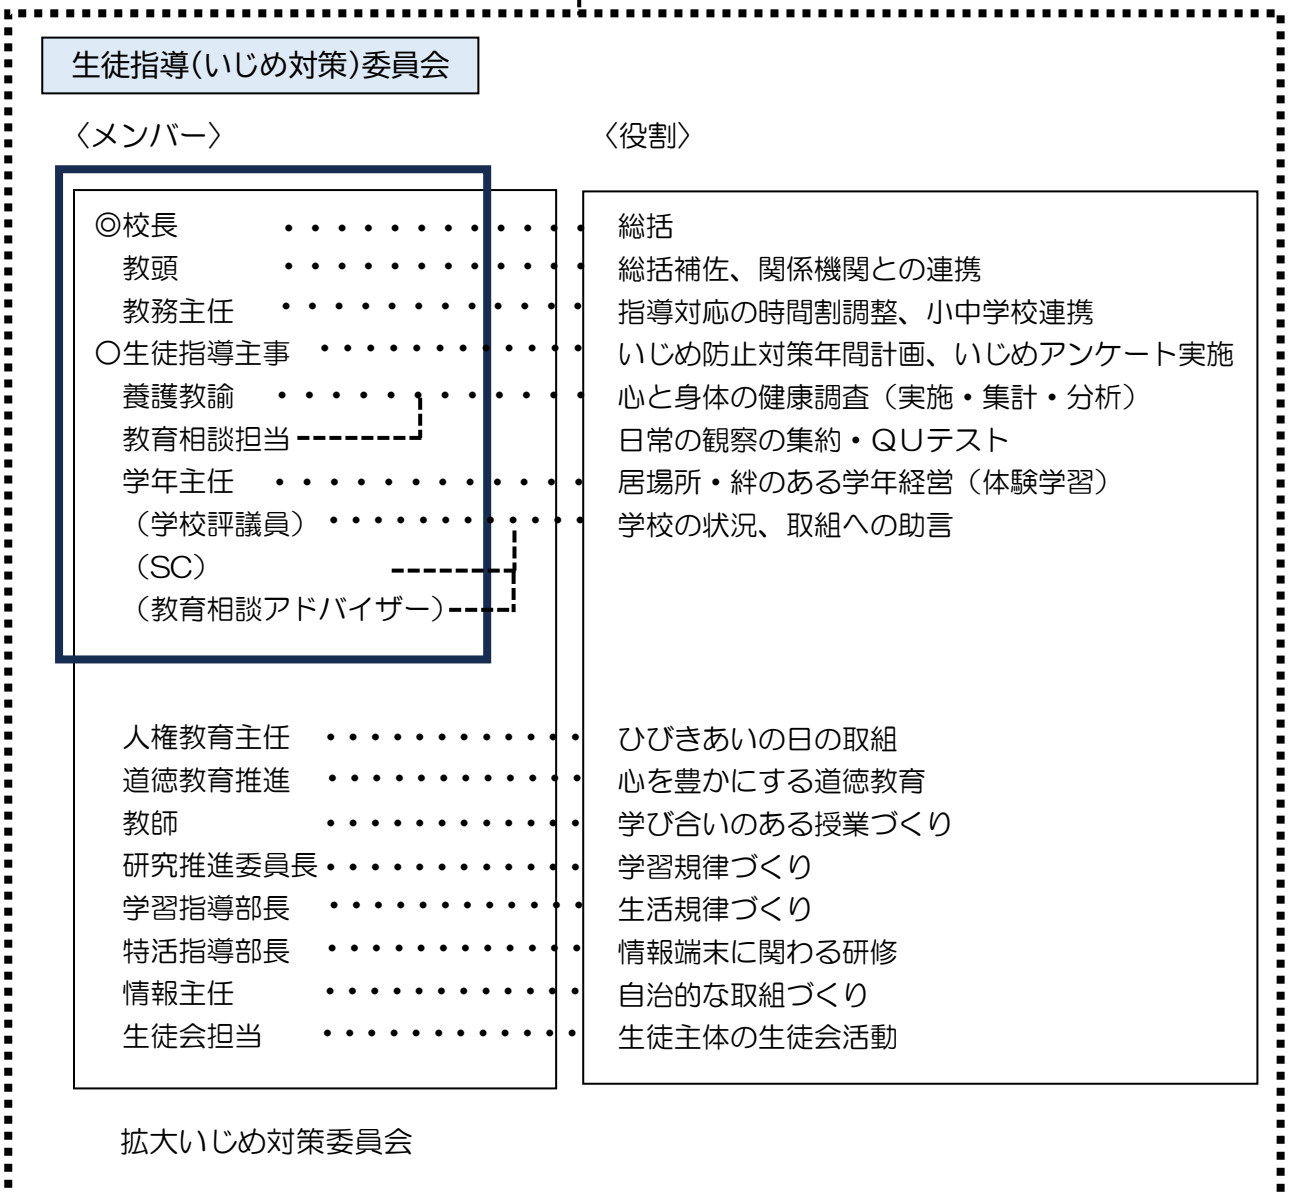 生徒指導(いじめ対策)委員会
〈メンバー〉 〈役割〉
◎校長 ・・・・・・・・・・・・ 総括
教頭 ・・・・・・・・・・・・ 総括補佐、関係機関との連携
教務主任 ・・・・・・・・・・・・ 指導対応の時間割調整、小中学校連携
〇生徒指導主事 ・・・・・・・・・・・ いじめ防止対策年間計画、いじめアンケート実施
養護教諭 ・・・・・・・・・・・・ 心と身体の健康調査（実施・集計・分析）
教育相談担当 日常の観察の集約・ＱＵテスト
学年主任 ・・・・・・・・・・・・ 居場所・絆のある学年経営（体験学習）
（学校評議員）・・・・・・・・・・・・ 学校の状況、取組への助言
（SC）
（教育相談アドバイザー）
人権教育主任 ・・・・・・・・・・・・ ひびきあいの日の取組
道徳教育推進 ・・・・・・・・・・・・ 心を豊かにする道徳教育
教師 ・・・・・・・・・・・・ 学び合いのある授業づくり
研究推進委員長・・・・・・・・・・・・ 学習規律づくり
学習指導部長 ・・・・・・・・・・・・ 生活規律づくり
特活指導部長 ・・・・・・・・・・・・ 情報端末に関わる研修
情報主任 ・・・・・・・・・・・・ 自治的な取組づくり
生徒会担当 ・・・・・・・・・・・・ 生徒主体の生徒会活動
拡大いじめ対策委員会